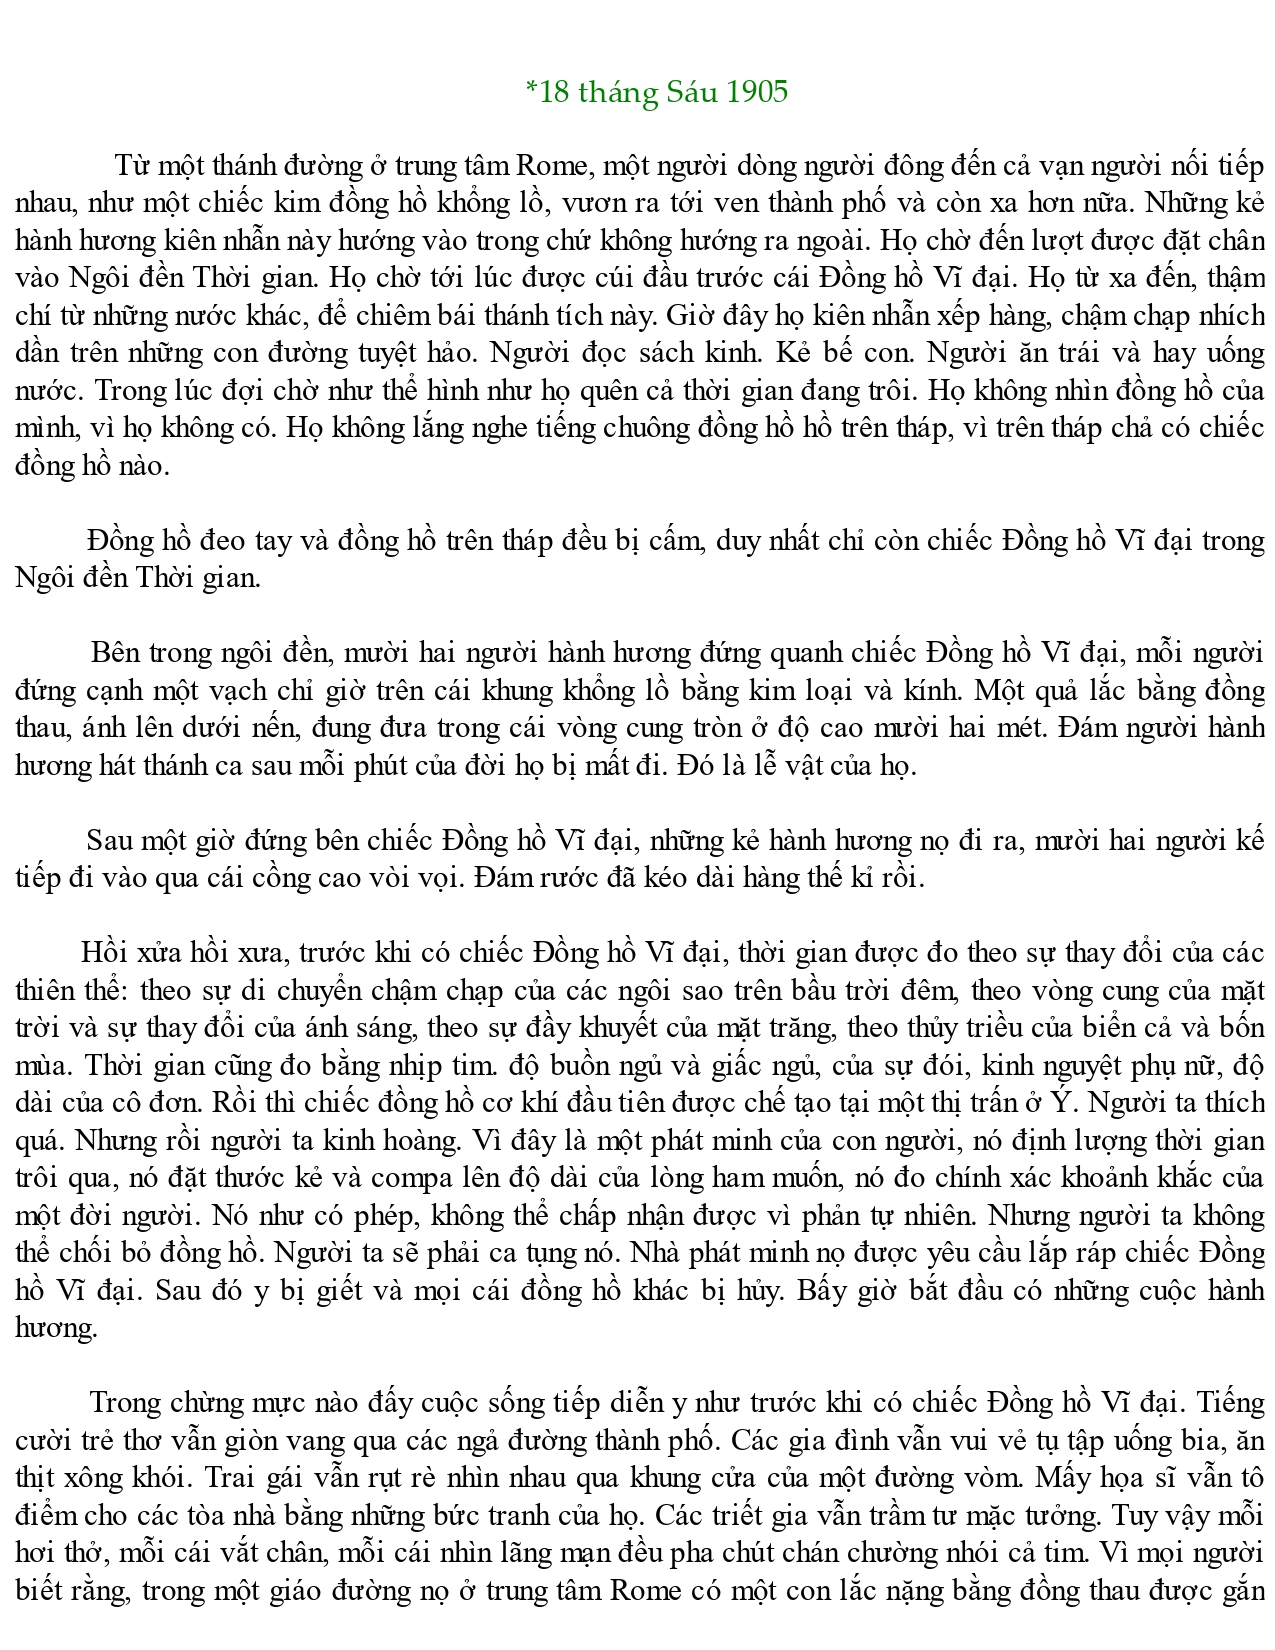 *18 tháng Sáu 1905
Từ một thánh đường ở trung tâm Rome, một người dòng người đông đến cả vạn người nối tiếp
nhau, như một chiếc kim đồng hồ khổng lồ, vươn ra tới ven thành phố và còn xa hơn nữa. Những kẻ
hành hương kiên nhẫn này hướng vào trong chứ không hướng ra ngoài. Họ chờ đến lượt được đặt chân
vào Ngôi đền Thời gian. Họ chờ tới lúc được cúi đầu trước cái Đồng hồ Vĩ đại. Họ từ xa đến, thậm
chí từ những nước khác, để chiêm bái thánh tích này. Giờ đây họ kiên nhẫn xếp hàng, chậm chạp nhích
dần trên những con đường tuyệt hảo. Người đọc sách kinh. Kẻ bế con. Người ăn trái vả hay uống
nước. Trong lúc đợi chờ như thể hình như họ quên cả thời gian đang trôi. Họ không nhìn đồng hồ của
mình, vì họ không có. Họ không lắng nghe tiếng chuông đồng hồ hồ trên tháp, vì trên tháp chả có chiếc
đồng hồ nào.
Đồng hồ đeo tay và đồng hồ trên tháp đều bị cấm, duy nhất chỉ còn chiếc Đồng hồ Vĩ đại trong
Ngôi đền Thời gian.
Bên trong ngôi đền, mười hai người hành hương đứng quanh chiếc Đồng hồ Vĩ đại, mỗi người
đứng cạnh một vạch chỉ giờ trên cái khung khổng lồ bằng kim loại và kính. Một quả lắc bằng đồng
thau, ánh lên dưới nến, đung đưa trong cái vòng cung tròn ở độ cao mười hai mét. Đám người hành
hương hát thánh ca sau mỗi phút của đời họ bị mất đi. Đó là lễ vật của họ.
Sau một giờ đứng bên chiếc Đồng hồ Vĩ đại, những kẻ hành hương nọ đi ra, mười hai người kế
tiếp đi vào qua cái cồng cao vòi vọi. Đám rước đã kéo dài hàng thế kỉ rồi.
Hồi xửa hồi xưa, trước khi có chiếc Đồng hồ Vĩ đại, thời gian được đo theo sự thay đổi của các
thiên thể: theo sự di chuyển chậm chạp của các ngôi sao trên bầu trời đêm, theo vòng cung của mặt
trời và sự thay đổi của ánh sáng, theo sự đầy khuyết của mặt trăng, theo thủy triều của biển cả và bốn
mùa. Thời gian cũng đo bằng nhịp tim. độ buồn ngủ và giấc ngủ, của sự đói, kinh nguyệt phụ nữ, độ
dài của cô đơn. Rồi thì chiếc đồng hồ cơ khí đầu tiên được chế tạo tại một thị trấn ở Ý. Người ta thích
quá. Nhưng rồi người ta kinh hoàng. Vì đây là một phát minh của con người, nó định lượng thời gian
trôi qua, nó đặt thước kẻ và compa lên độ dài của lòng ham muốn, nó đo chính xác khoảnh khắc của
một đời người. Nó như có phép, không thể chấp nhận được vì phản tự nhiên. Nhưng người ta không
thể chối bỏ đồng hồ. Người ta sẽ phải ca tụng nó. Nhà phát minh nọ được yêu cầu lắp ráp chiếc Đồng
hồ Vĩ đại. Sau đó y bị giết và mọi cái đồng hồ khác bị hủy. Bấy giờ bắt đầu có những cuộc hành
hương.
Trong chừng mực nào đấy cuộc sống tiếp diễn y như trước khi có chiếc Đồng hồ Vĩ đại. Tiếng
cười trẻ thơ vẫn giòn vang qua các ngả đường thành phố. Các gia đình vẫn vui vẻ tụ tập uống bia, ăn
thịt xông khói. Trai gái vẫn rụt rè nhìn nhau qua khung cửa của một đường vòm. Mấy họa sĩ vẫn tô
điểm cho các tòa nhà bằng những bức tranh của họ. Các triết gia vẫn trầm tư mặc tưởng. Tuy vậy mỗi
hơi thở, mỗi cái vắt chân, mỗi cái nhìn lãng mạn đều pha chút chán chường nhói cả tim. Vì mọi người
biết rằng, trong một giáo đường nọ ở trung tâm Rome có một con lắc nặng bằng đồng thau được gắn